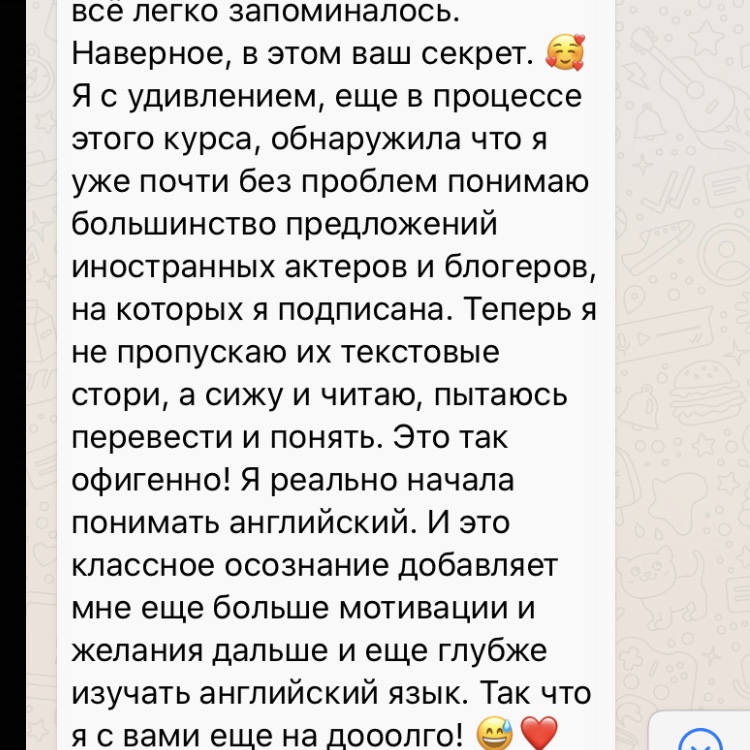 всё легко запоминалось.
Наверное, в этом ваш секрет. 🥰
Я с удивлением, еще в процессе
этого курса, обнаружила что я
уже почти без проблем понимаю
большинство предложений
иностранных актеров и блогеров,
на которых я подписана. Теперь я
не пропускаю их текстовые
стори, а сижу и читаю, пытаюсь
перевести и понять. Это так
офигенно! Я реально начала
понимать английский. И это
классное осознание добавляет
мне еще больше мотивации и
желания дальше и еще глубже
изучать английский язык. Так что
я с вами еще на дооолго! 😅❤️